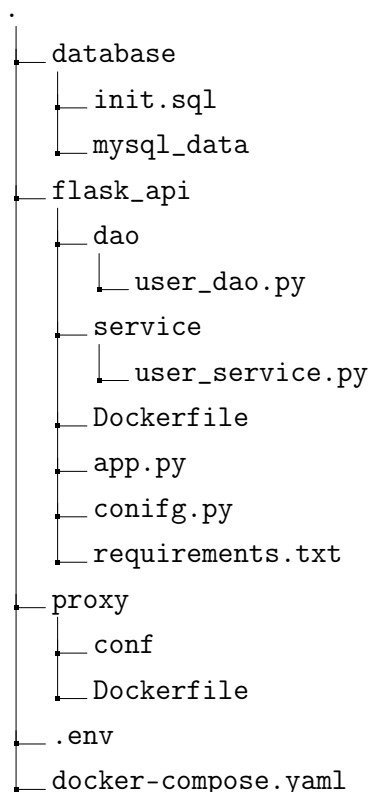 .
database
init.sql
mysql_data
flask_api
dao
user_dao.py
service
user_service.py
Dockerfile
app.py
conifg.py
requirements.txt
proxy
conf
Dockerfile
.env
docker-compose.yaml